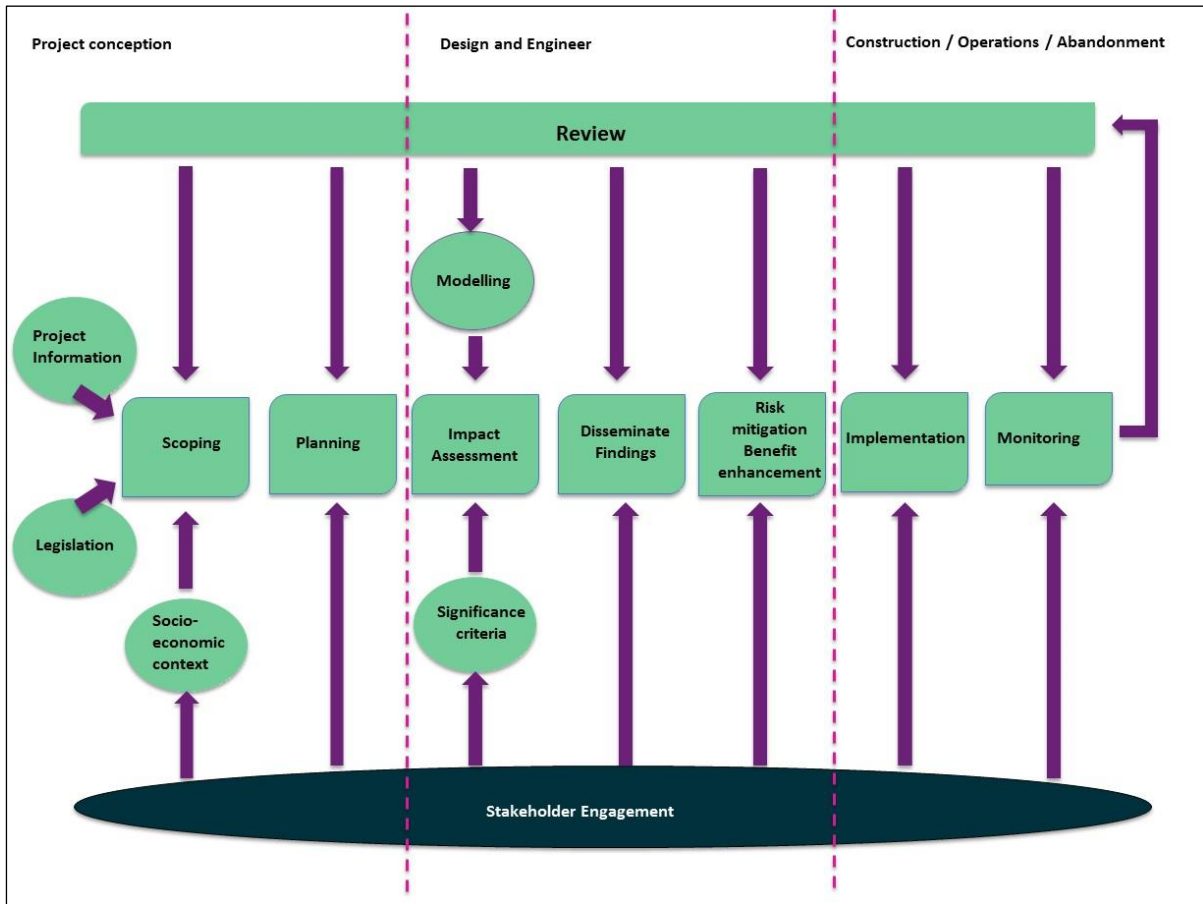 Project conception
Design and Engineer
Construction / Operations / Abandonment
Review
Modelling
Project
Information
Scoping
Planning
Impact
Assessment
Disseminate
Findings
Risk
mitigation
Benefit
enhancement
Implementation
Monitoring
Legislation
Socio-
economic
context
Significance
criteria
Stakeholder Engagement